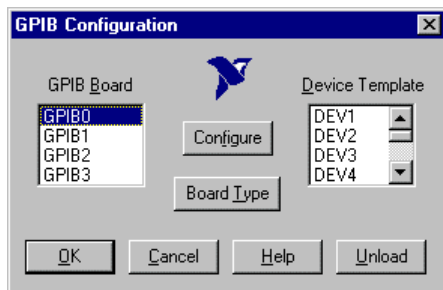 GPIB Configuration
GPIB Board
Device Template
GPIB0
GPIB1
GPIB2
GPIB3
Configure
Board Type
DEV1
DEV2
DEV3
DEV4
OK
Cancel
Help
Unload